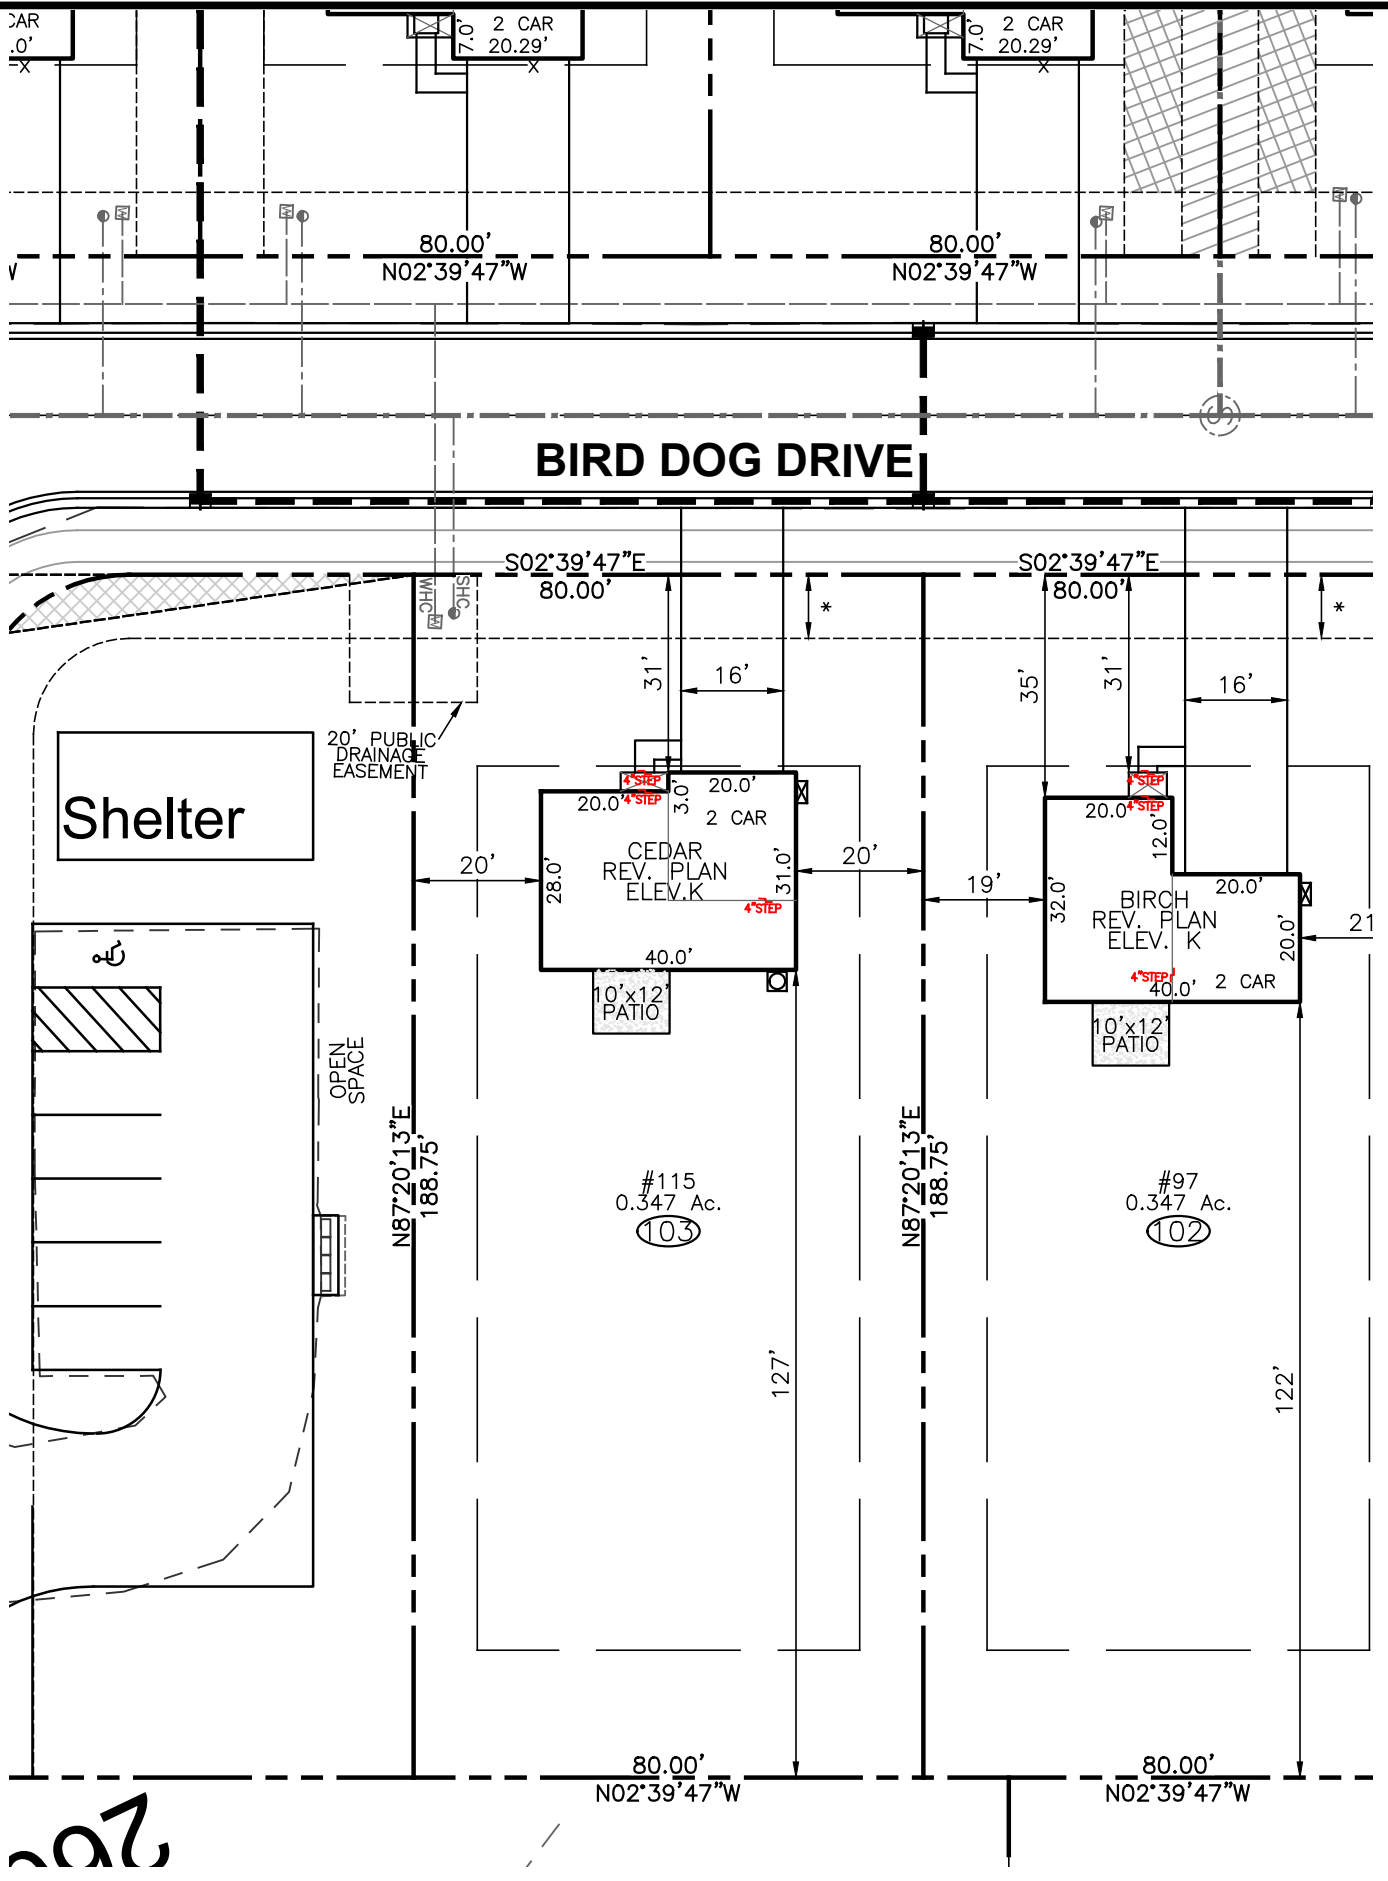 CAR
.0'
7.0'
2 CAR
20.29'
X
X
7.0'
2 CAR
20.29'
X
80.00'
N02°39'47"W
80.00'
N02°39'47"W
W
W
W
W
W
S
BIRD DOG DRIVE
S02°39'47"E
80.00'
S02°39'47"E
80.00'
WHC
SHC
W
*
*
31'
16'
35'
31'
16'
20' PUBLIC
DRAINAGE
EASEMENT
Shelter
4"STEP
20.0'
4"STEP
3.0'
20.0'
2 CAR
CEDAR
REV. PLAN
ELEV.K
28.0'
31.0'
4"STEP
40.0'
20'
20'
10'x12'
PATIO
4"STEP
20.0'
4"STEP
12.0'
20.0'
BIRCH
REV. PLAN
ELEV. K
32.0'
20.0'
4"STEP
40.0'
2 CAR
19'
21
10'x12'
PATIO
OPEN
SPACE
N87°20'13"E
188.75'
N87°20'13"E
188.75'
#115
0.347 Ac.
103
#97
0.347 Ac.
102
127'
122'
80.00'
N02°39'47"W
80.00'
N02°39'47"W